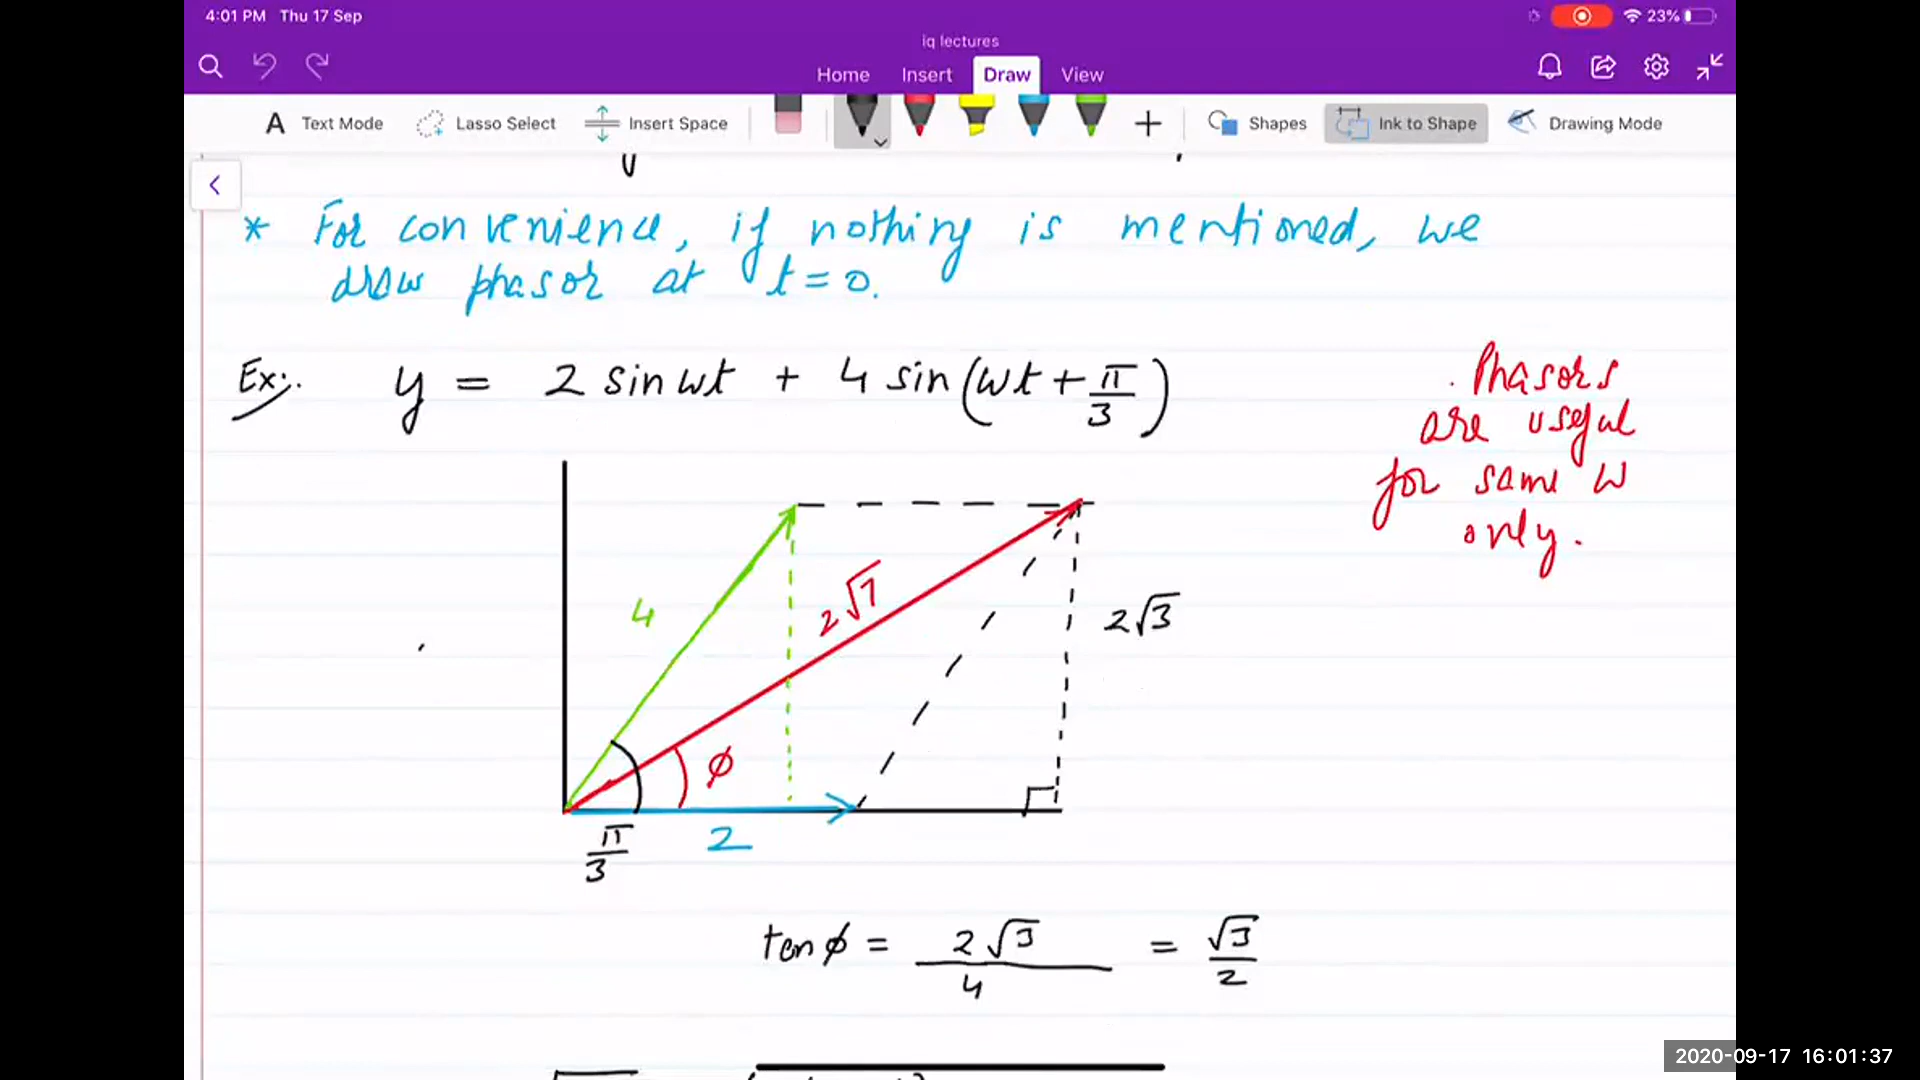 4:01 PM Thu 17 Sep
23%
iq lectures
Home Insert Draw View
A Text Mode Lasso Select Insert Space Shapes Ink to Shape Drawing Mode
* For convenience, if nothing is mentioned, we
draw phasor at t = 0.
Ex:. y = 2 sin ωt + 4 sin (ωt + π/3)
. Phasors
are useful
for same ω
only.
4
2√7
2√3
ϕ
2
π/3
tan ϕ = 2√3/4 = √3/2
2020-09-17 16:01:37